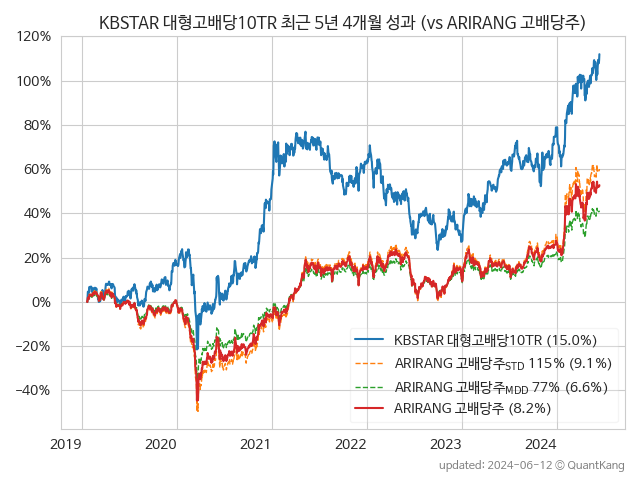 KBSTAR 대형고배당10TR 최근 5년 4개월 성과 (vs ARIRANG 고배당주)
120%
100%
80%
60%
40%
20%
0%
−20%
−40%
KBSTAR 대형고배당10TR (15.0%)
ARIRANG 고배당주STD 115% (9.1%)
ARIRANG 고배당주MDD 77% (6.6%)
ARIRANG 고배당주 (8.2%)
2019 2020 2021 2022 2023 2024
updated: 2024-06-12 © QuantKang